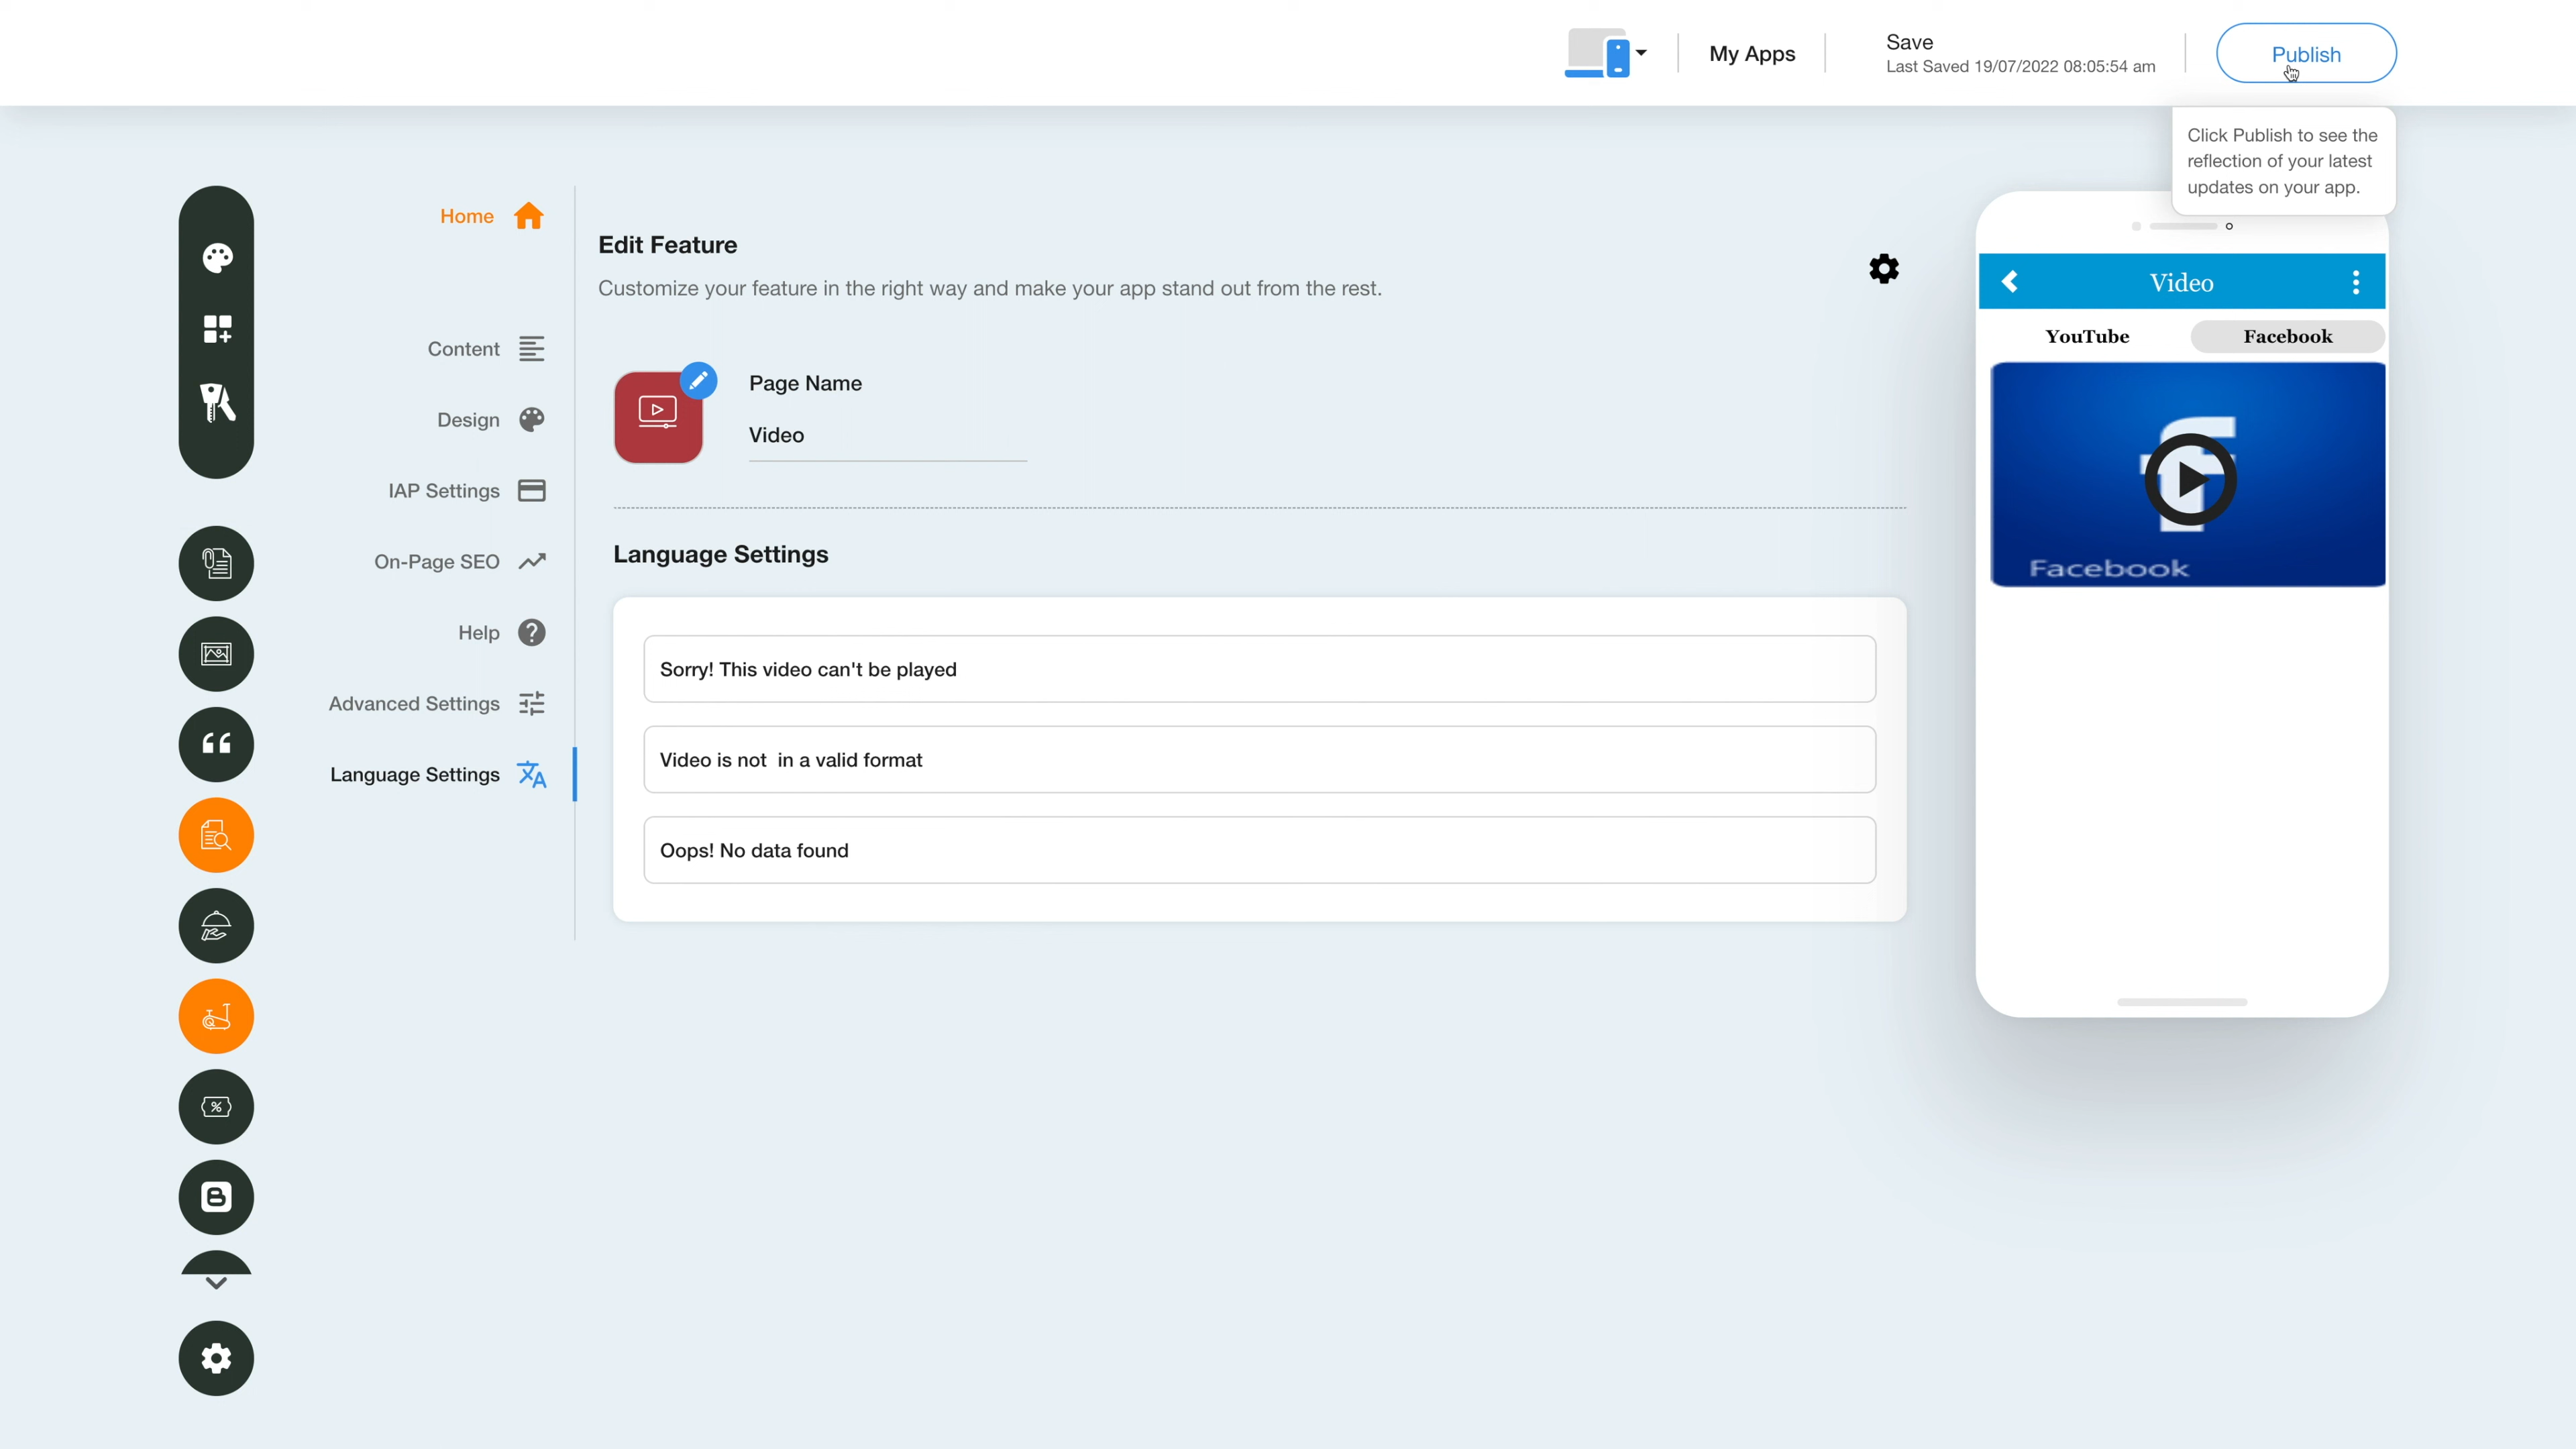 My Apps
Save
Last Saved 19/07/2022 08:05:54 am
Publish
Click Publish to see the
reflection of your latest
updates on your app.
Home
Content
Design
IAP Settings
On-Page SEO
Help
Advanced Settings
Language Settings
Edit Feature
Customize your feature in the right way and make your app stand out from the rest.
Page Name
Video
Language Settings
Sorry! This video can't be played
Video is not  in a valid format
Oops! No data found
Video
YouTube
Facebook
Facebook